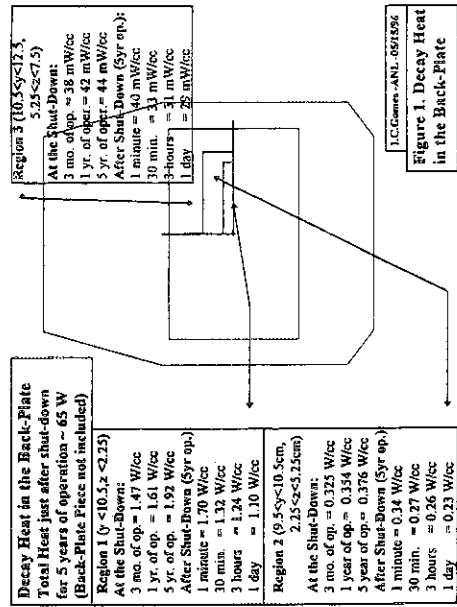 Decay Heat in the Back-Plate
Total Heat just after shut-down
for 5 years of operation ~ 65 W
(Back-Plate Piece not included)
Region 1 (y <10.5,z <2.25)
At the Shut-Down:
3 mo. of op. = 1.47 W/cc
1 yr. of op. = 1.61 W/cc
5 yr. of op. = 1.92 W/cc
After Shut-Down (5yr op.)
1 minute = 1.70 W/cc
30 min. = 1.32 W/cc
3 hours = 1.24 W/cc
1 day = 1.10 W/cc
Region 2 (9.5<y<10.5cm,
2.25<z<5.25cm)
At the Shut-Down:
3 mo. of op.= 0.325 W/cc
1 year of op.= 0.354 W/cc
5 year of op.= 0.376 W/cc
After Shut-Down (5yr op.):
1 minute = 0.34 W/cc
30 min. = 0.27 W/cc
3 hours = 0.26 W/cc
1 day = 0.23 W/cc
Region 3 (10.5<y<12.5,
5.25<z<7.5)
At the Shut-Down:
3 mo. of op. = 38 mW/cc
1 yr. of oper. = 42 mW/cc
5 yr. of oper. = 44 mW/cc
After Shut-Down (5yr op.):
1 minute = 40 mW/cc
30 min. = 33 mW/cc
3 hours = 31 mW/cc
1 day = 29 mW/cc
I.C.Gomes -ANL -05/15/96
Figure 1. Decay Heat
in the Back-Plate